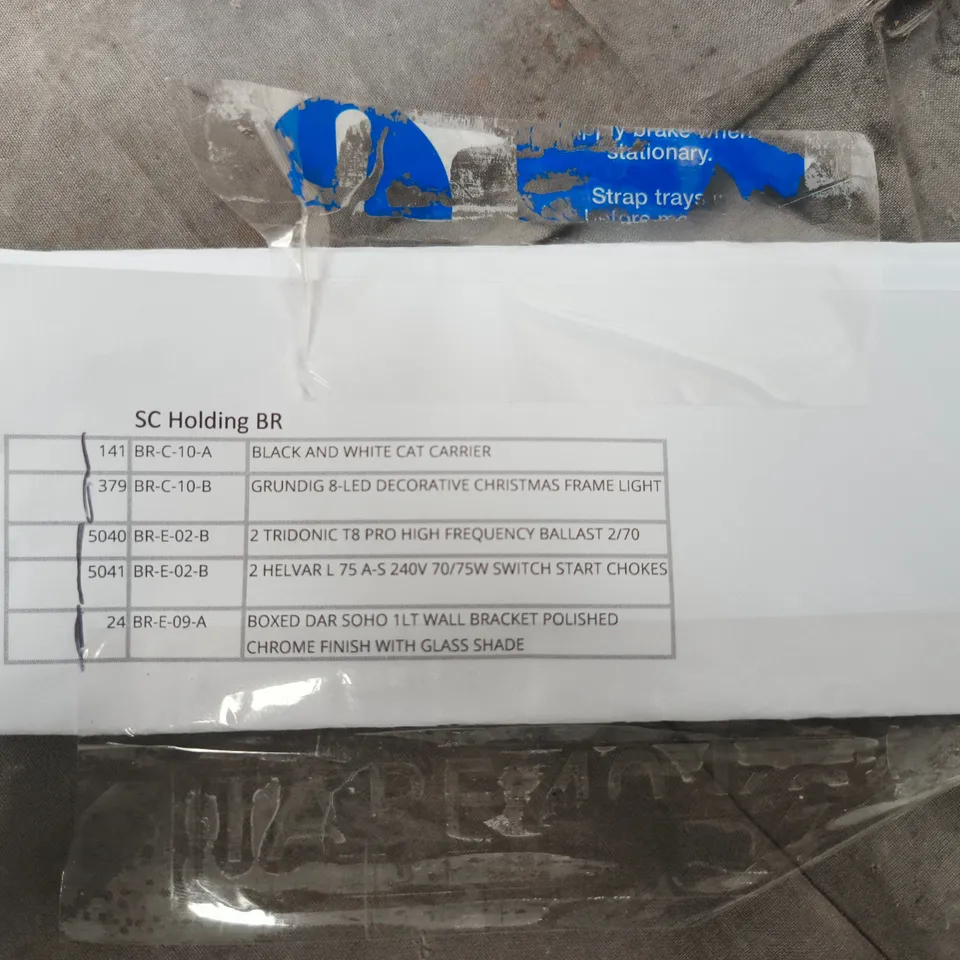 brake when
stationary.
Strap trays
before
SC Holding BR
141 BR-C-10-A BLACK AND WHITE CAT CARRIER
379 BR-C-10-B GRUNDIG 8-LED DECORATIVE CHRISTMAS FRAME LIGHT
5040 BR-E-02-B 2 TRIDONIC T8 PRO HIGH FREQUENCY BALLAST 2/70
5041 BR-E-02-B 2 HELVAR L 75 A-S 240V 70/75W SWITCH START CHOKES
24 BR-E-09-A BOXED DAR SOHO 1LT WALL BRACKET POLISHED
CHROME FINISH WITH GLASS SHADE